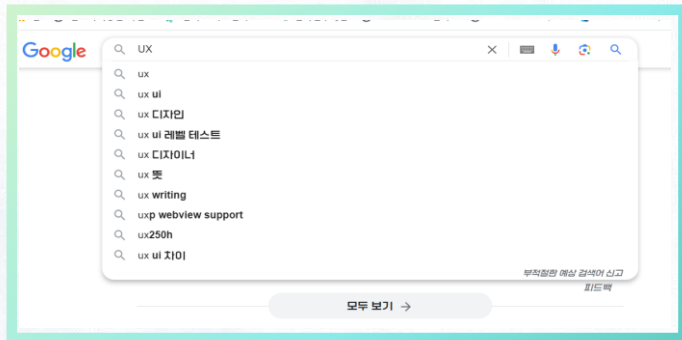 Google UX
ux
ux ui
ux 디자인
ux ui 레벨 테스트
ux 디자이너
ux 뜻
ux writing
uxp webview support
ux250h
ux ui 차이
부적절한 예상 검색어 신고
피드백
모두 보기 →